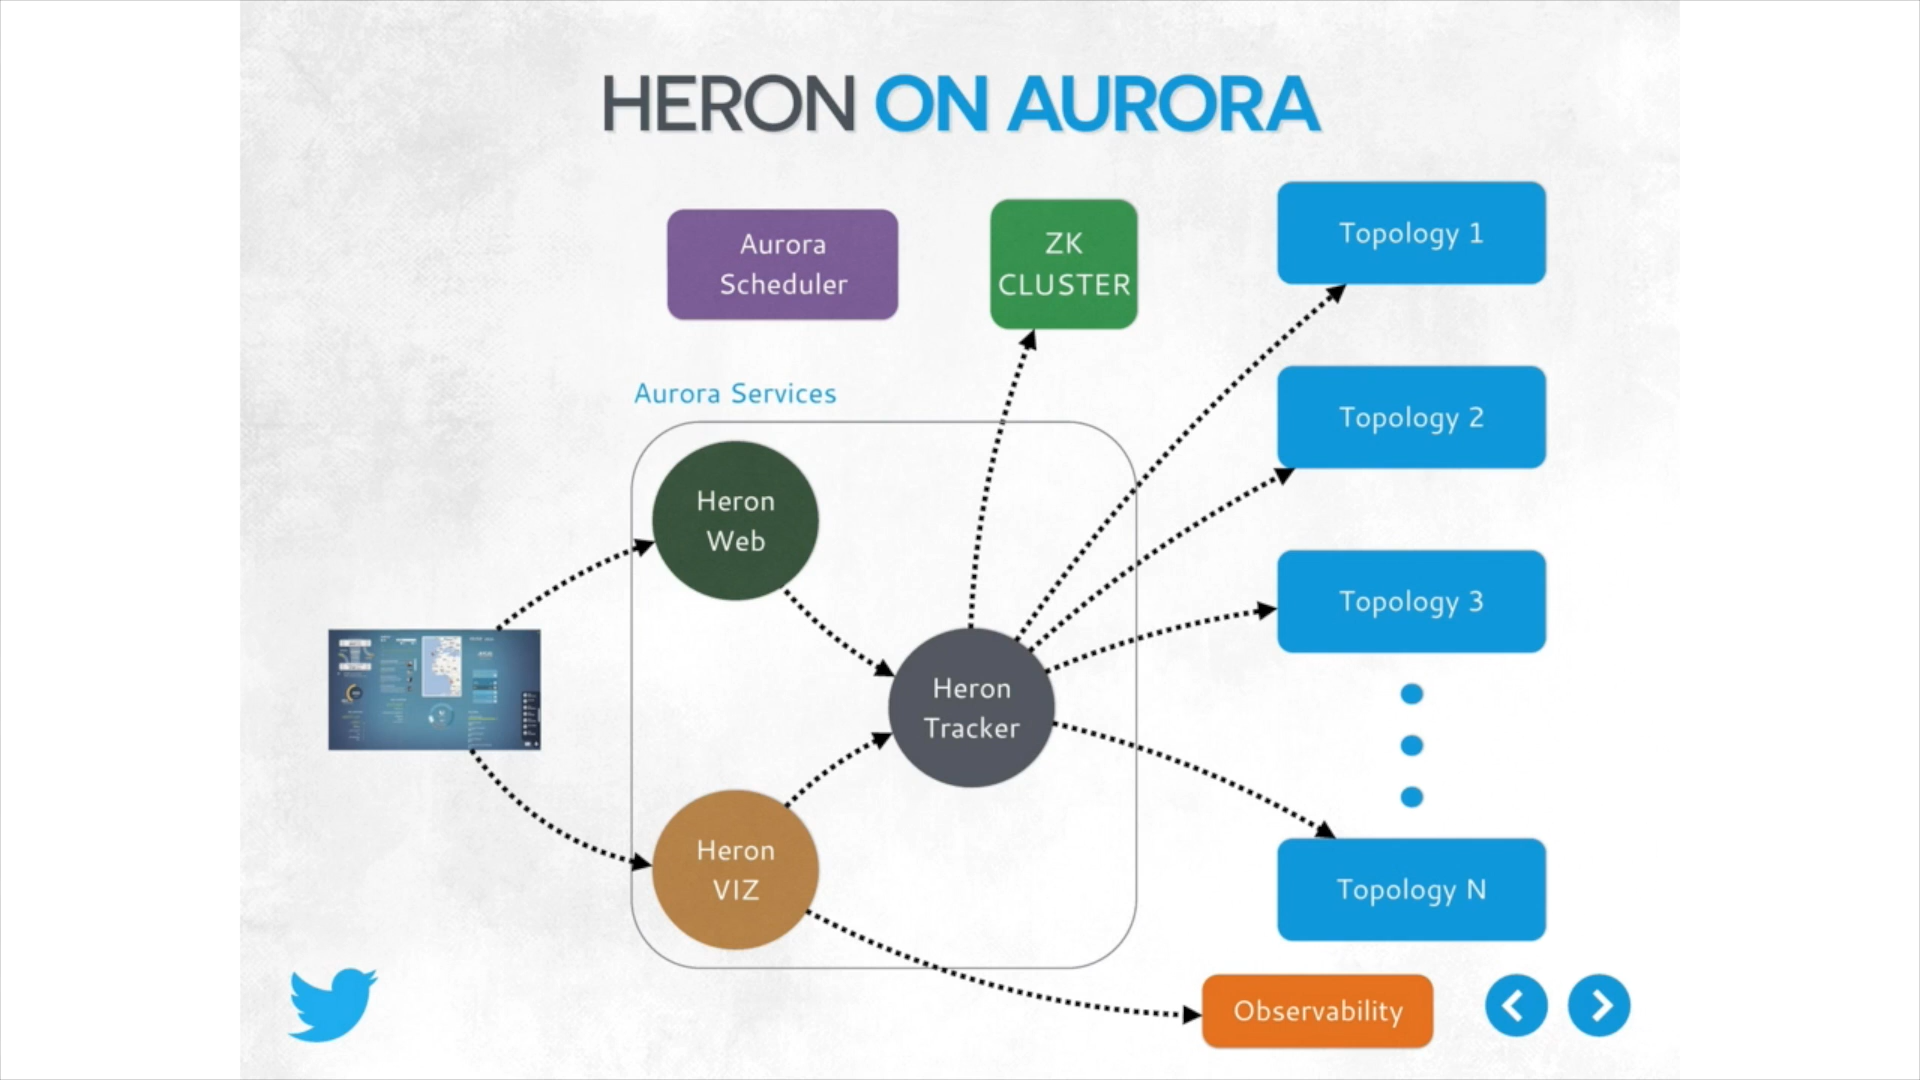 HERON ON AURORA
Aurora
Scheduler
ZK
CLUSTER
Topology 1
Topology 2
Aurora Services
Heron
Web
Topology 3
Heron
Tracker
Heron
VIZ
Topology N
Observability